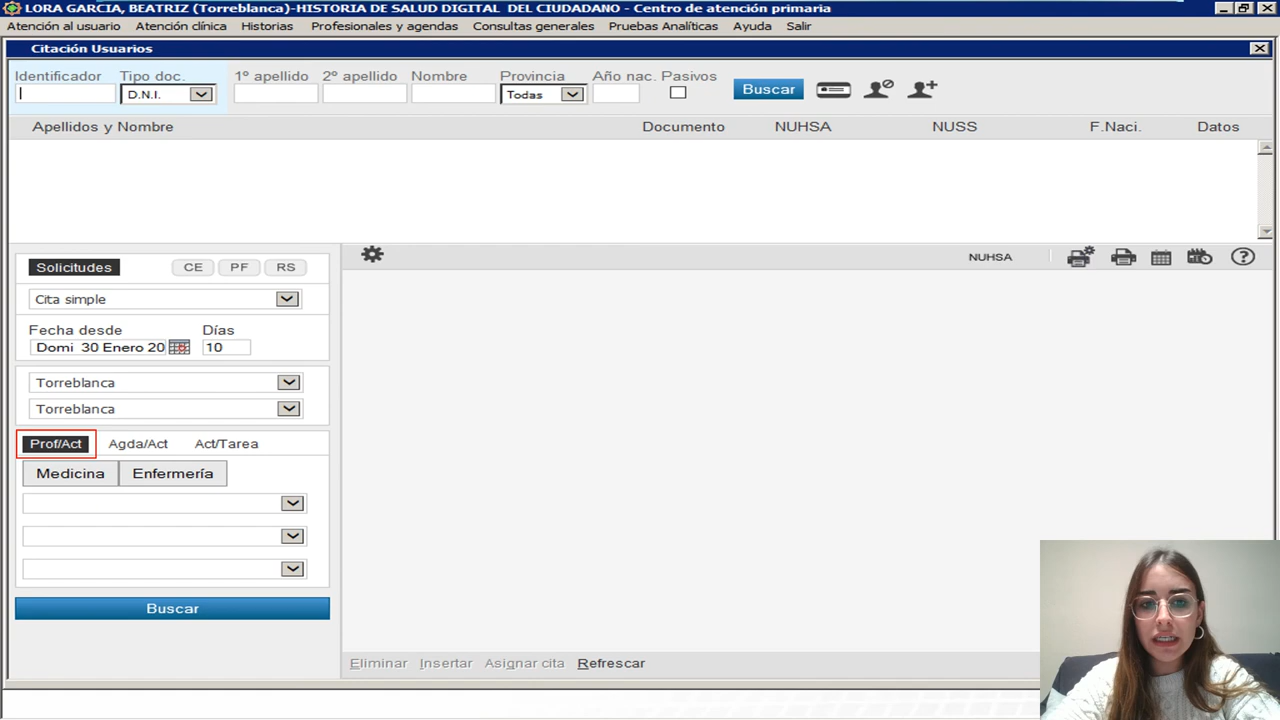 LORA GARCIA, BEATRIZ (Torreblanca)-HISTORIA DE SALUD DIGITAL DEL CIUDADANO - Centro de atención primaria
Atención al usuario Atención clínica Historias Profesionales y agendas Consultas generales Pruebas Analíticas Ayuda Salir
Citación Usuarios
Identificador Tipo doc. 1º apellido 2º apellido Nombre Provincia Año nac. Pasivos
D.N.I. Todas Buscar
Apellidos y Nombre Documento NUHSA NUSS F.Naci. Datos
Solicitudes CE PF RS
NUHSA
Cita simple
Fecha desde Días
Domi 30 Enero 20 10
Torreblanca
Torreblanca
Prof/Act Agda/Act Act/Tarea
Medicina Enfermería
Buscar
Eliminar Insertar Asignar cita Refrescar